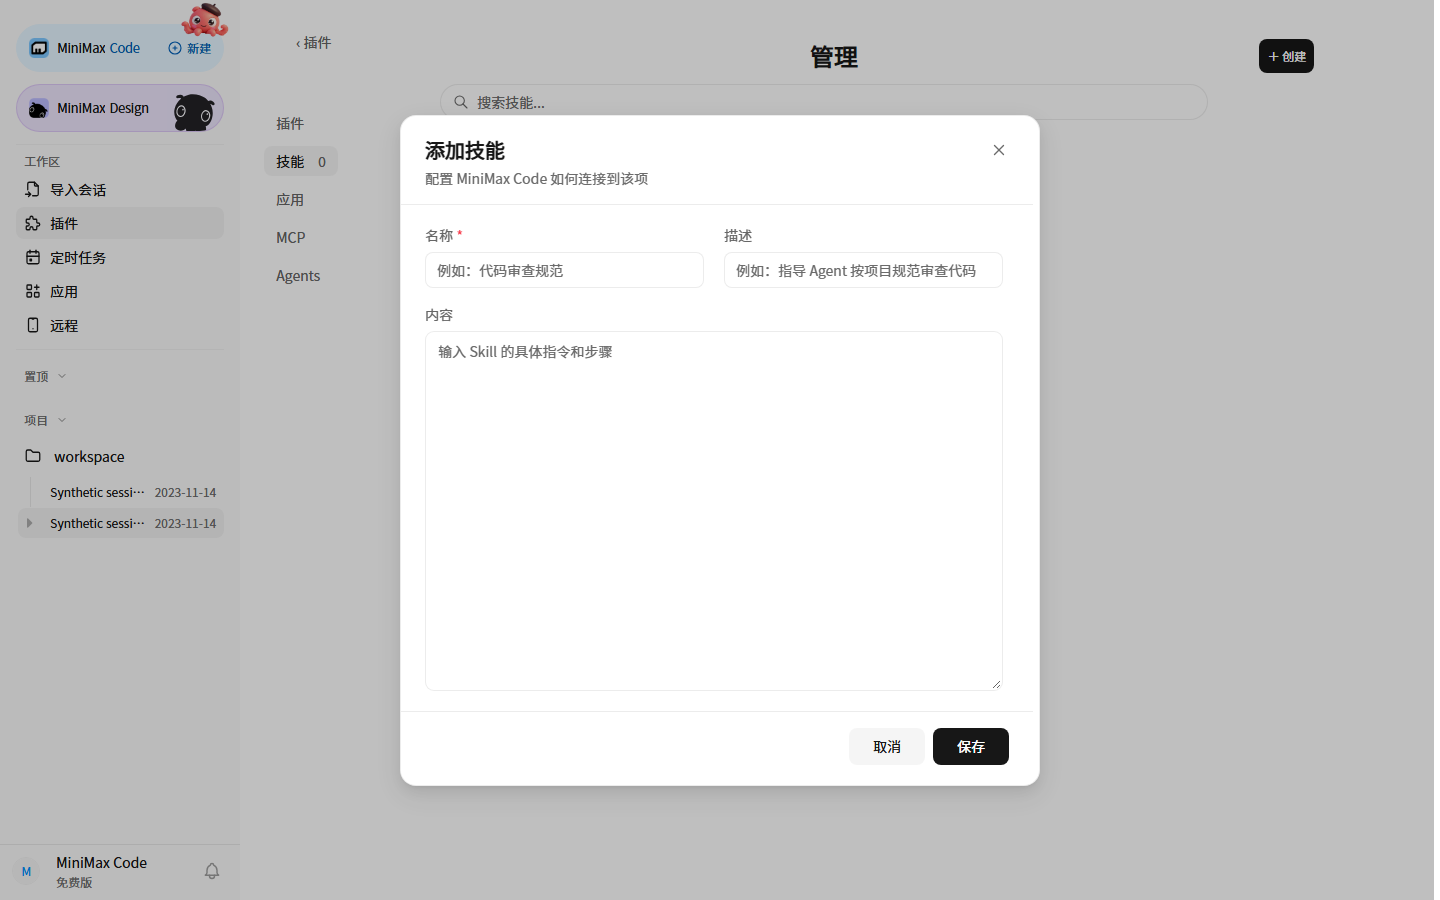 MiniMax Code
新建
MiniMax Design
工作区
导入会话
插件
定时任务
应用
远程
置顶
项目
workspace
Synthetic sessi··· 2023-11-14
Synthetic sessi··· 2023-11-14
M
MiniMax Code
免费版
‹ 插件
管理
创建
搜索技能...
插件
技能 0
应用
MCP
Agents
添加技能
配置 MiniMax Code 如何连接到该项
名称 *
描述
例如：代码审查规范
例如：指导 Agent 按项目规范审查代码
内容
输入 Skill 的具体指令和步骤
取消
保存